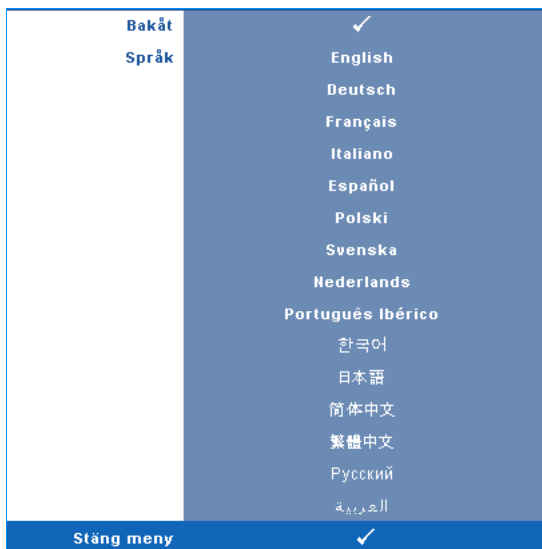 Bakåt ✓
Språk English
Deutsch
Français
Italiano
Español
Polski
Svenska
Nederlands
Português Ibérico
한국어
日本語
简体中文
繁體中文
Русский
العربية
Stäng meny ✓